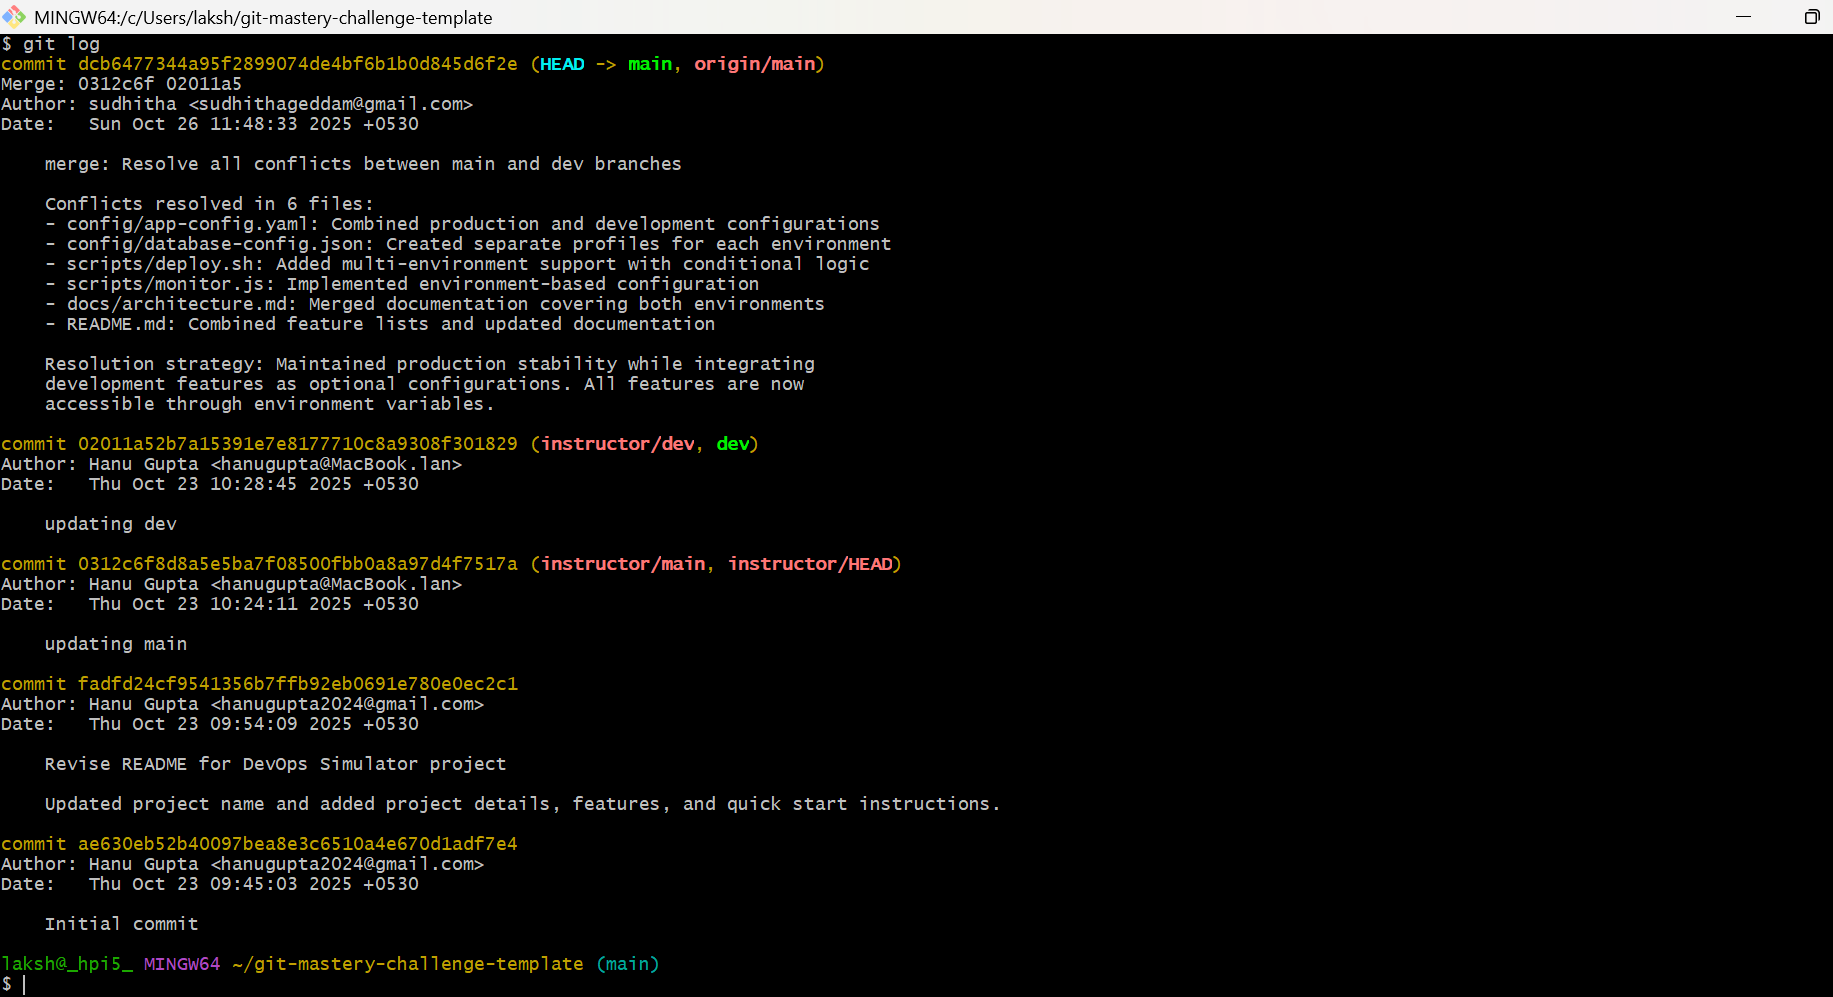 MINGW64:/c/Users/laksh/git-mastery-challenge-template
$ git log
commit dcb6477344a95f2899074de4bf6b1b0d845d6f2e (HEAD -> main, origin/main)
Merge: 0312c6f 02011a5
Author: sudhitha <sudhithageddam@gmail.com>
Date:   Sun Oct 26 11:48:33 2025 +0530

    merge: Resolve all conflicts between main and dev branches

    Conflicts resolved in 6 files:
    - config/app-config.yaml: Combined production and development configurations
    - config/database-config.json: Created separate profiles for each environment
    - scripts/deploy.sh: Added multi-environment support with conditional logic
    - scripts/monitor.js: Implemented environment-based configuration
    - docs/architecture.md: Merged documentation covering both environments
    - README.md: Combined feature lists and updated documentation

    Resolution strategy: Maintained production stability while integrating
    development features as optional configurations. All features are now
    accessible through environment variables.

commit 02011a52b7a15391e7e8177710c8a9308f301829 (instructor/dev, dev)
Author: Hanu Gupta <hanugupta@MacBook.lan>
Date:   Thu Oct 23 10:28:45 2025 +0530

    updating dev

commit 0312c6f8d8a5e5ba7f08500fbb0a8a97d4f7517a (instructor/main, instructor/HEAD)
Author: Hanu Gupta <hanugupta@MacBook.lan>
Date:   Thu Oct 23 10:24:11 2025 +0530

    updating main

commit fadfd24cf9541356b7ffb92eb0691e780e0ec2c1
Author: Hanu Gupta <hanugupta2024@gmail.com>
Date:   Thu Oct 23 09:54:09 2025 +0530

    Revise README for DevOps Simulator project

    Updated project name and added project details, features, and quick start instructions.

commit ae630eb52b40097bea8e3c6510a4e670d1adf7e4
Author: Hanu Gupta <hanugupta2024@gmail.com>
Date:   Thu Oct 23 09:45:03 2025 +0530

    Initial commit

laksh@_hpi5_ MINGW64 ~/git-mastery-challenge-template (main)
$